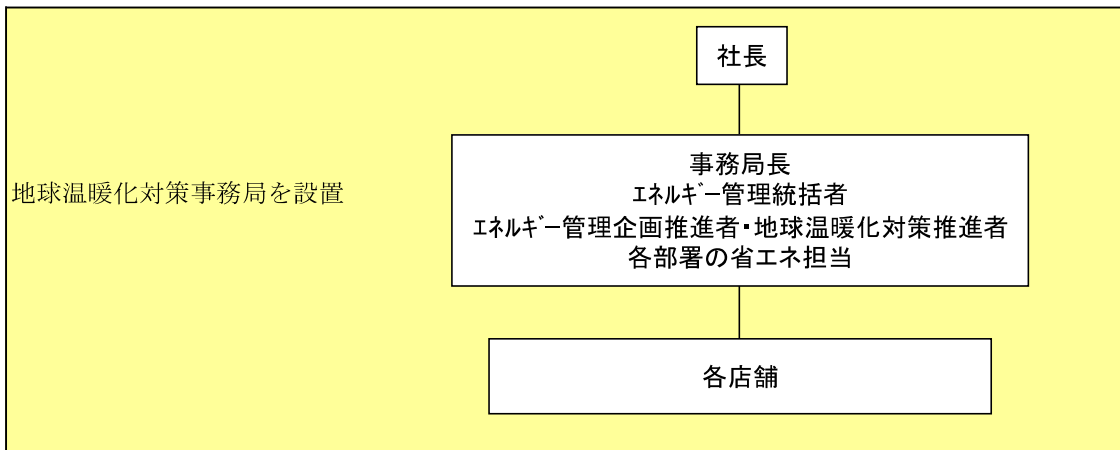 社長
地球温暖化対策事務局を設置
事務局長
ｴﾈﾙｷﾞｰ管理統括者
ｴﾈﾙｷﾞｰ管理企画推進者・地球温暖化対策推進者
各部署の省エネ担当
各店舗